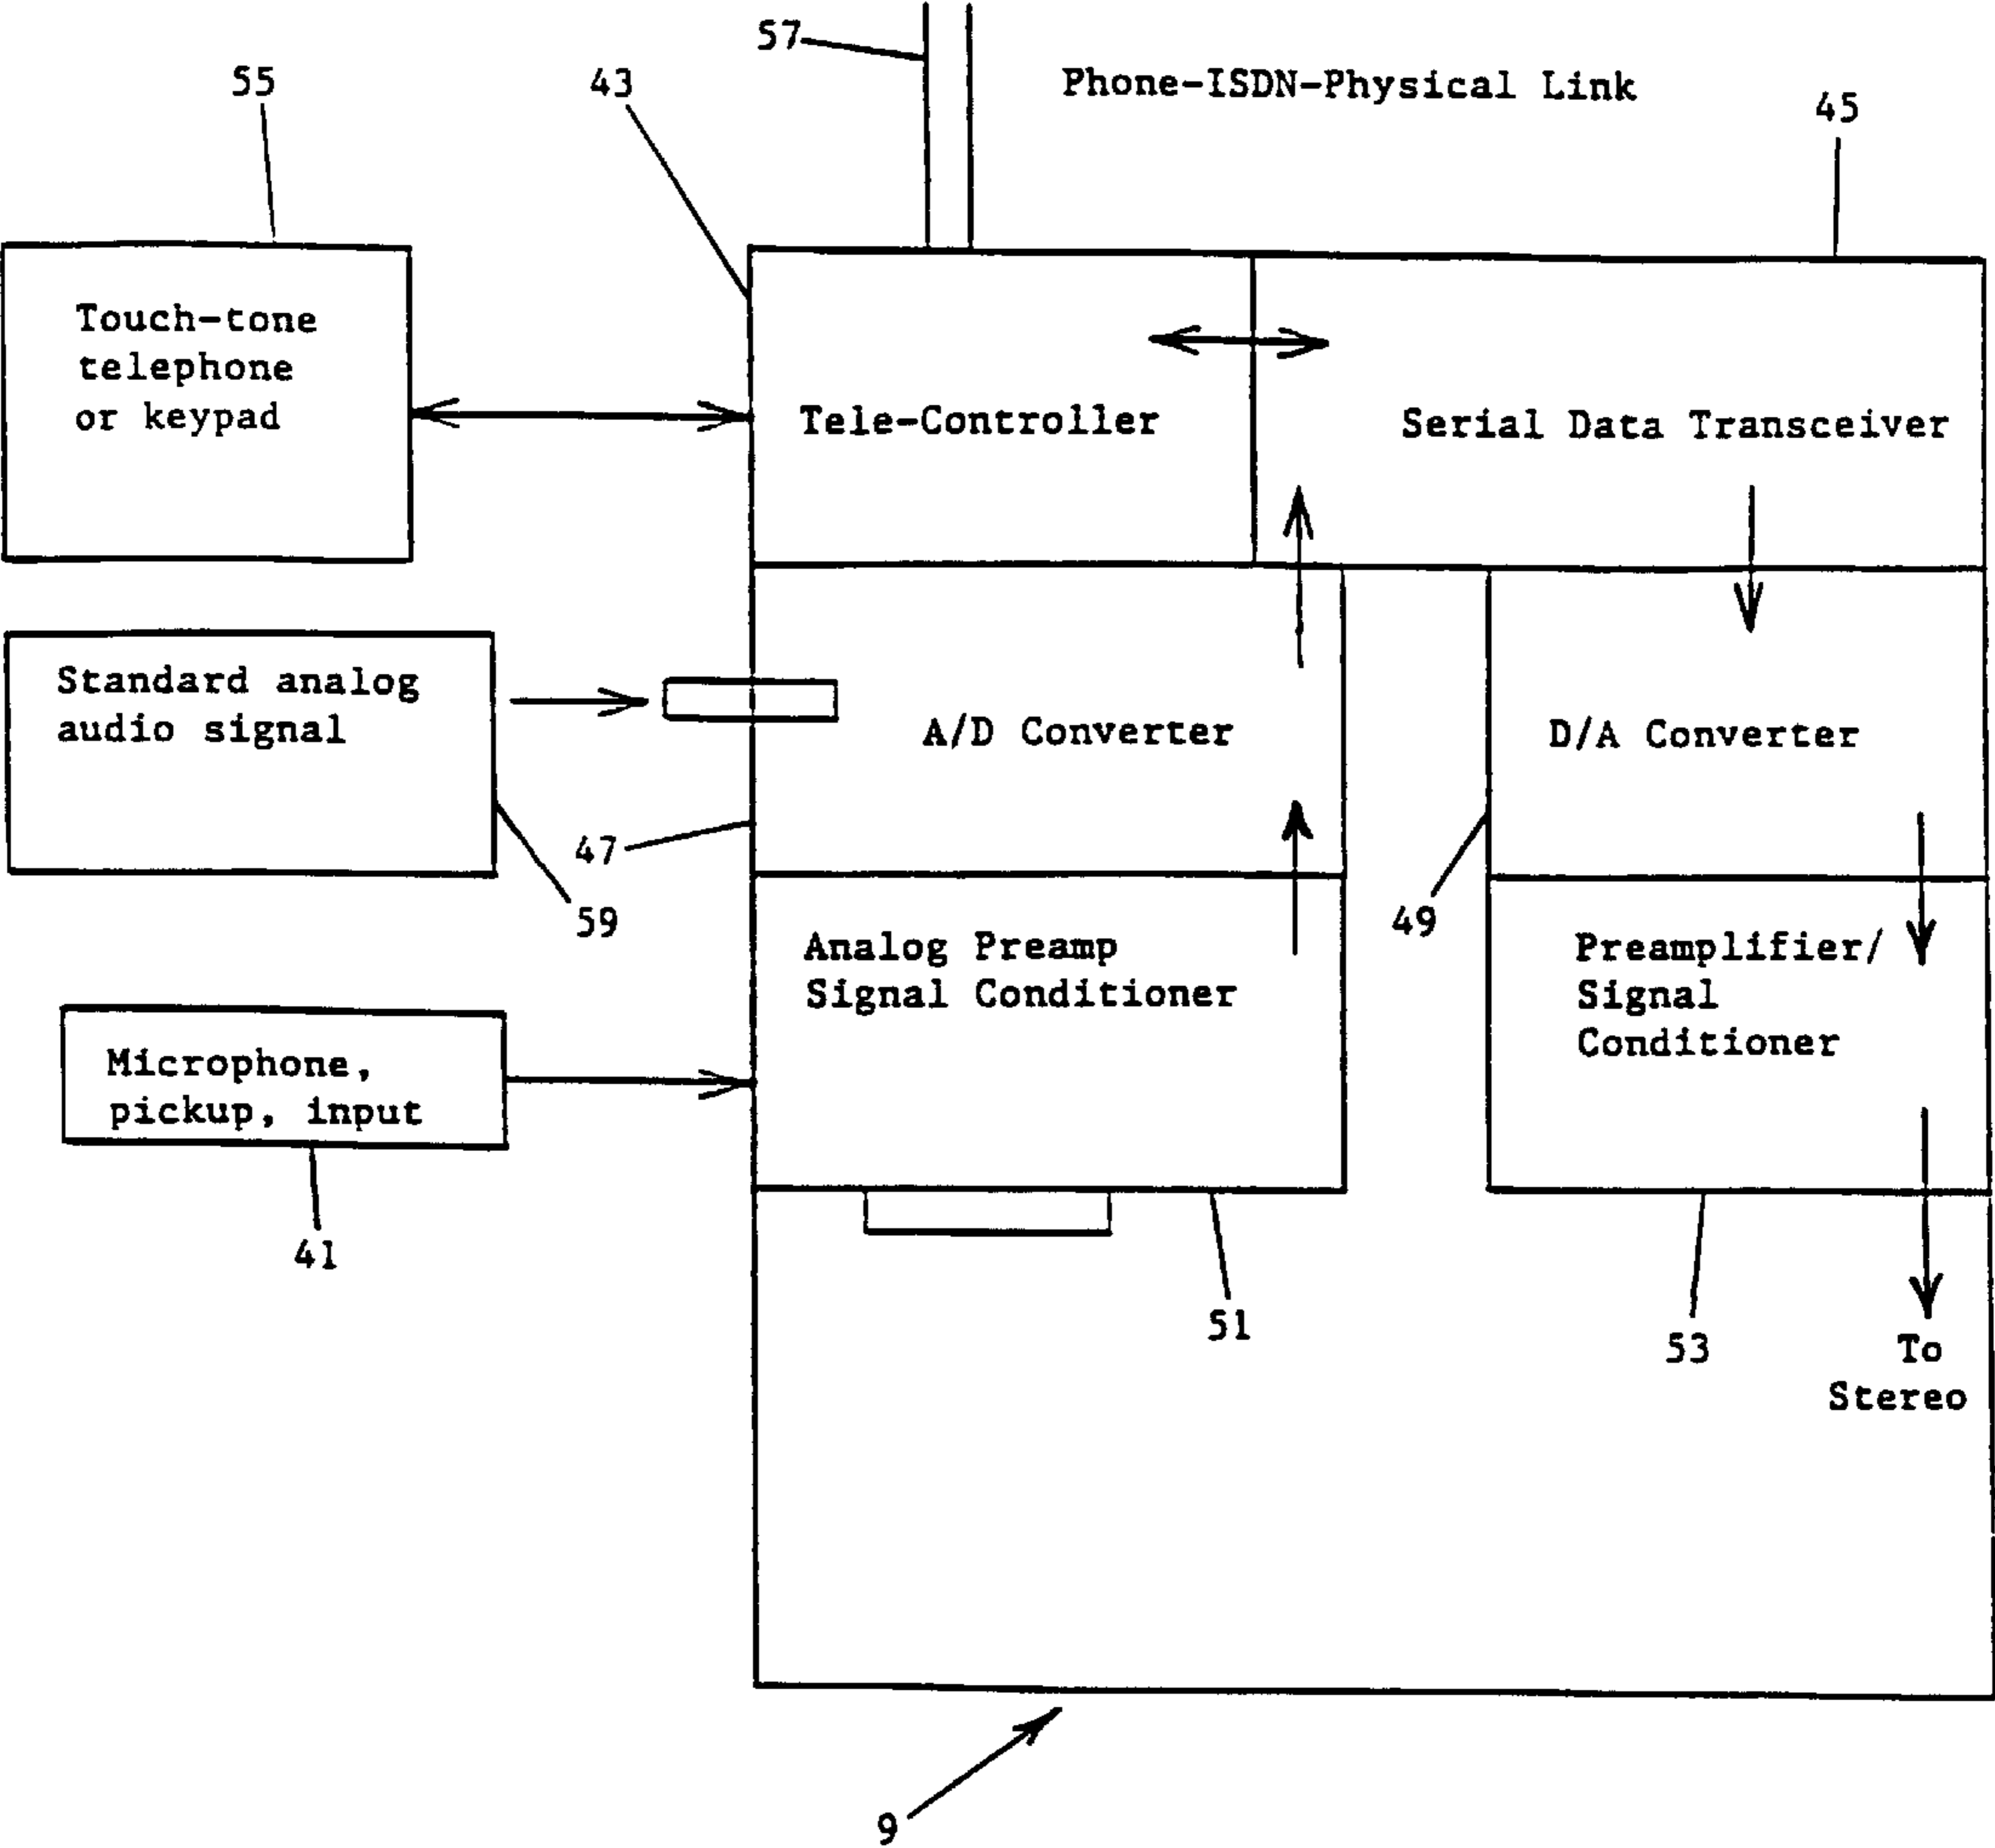 57
Phone-ISDN-Physical Link
55
43
45
Touch-tone
telephone
or keypad
Tele-Controller
Serial Data Transceiver
Standard analog
audio signal
A/D Converter
D/A Converter
47
59
49
Analog Preamp
Signal Conditioner
Preamplifier/
Signal
Conditioner
Microphone,
pickup, input
41
51
53
To
Stereo
9